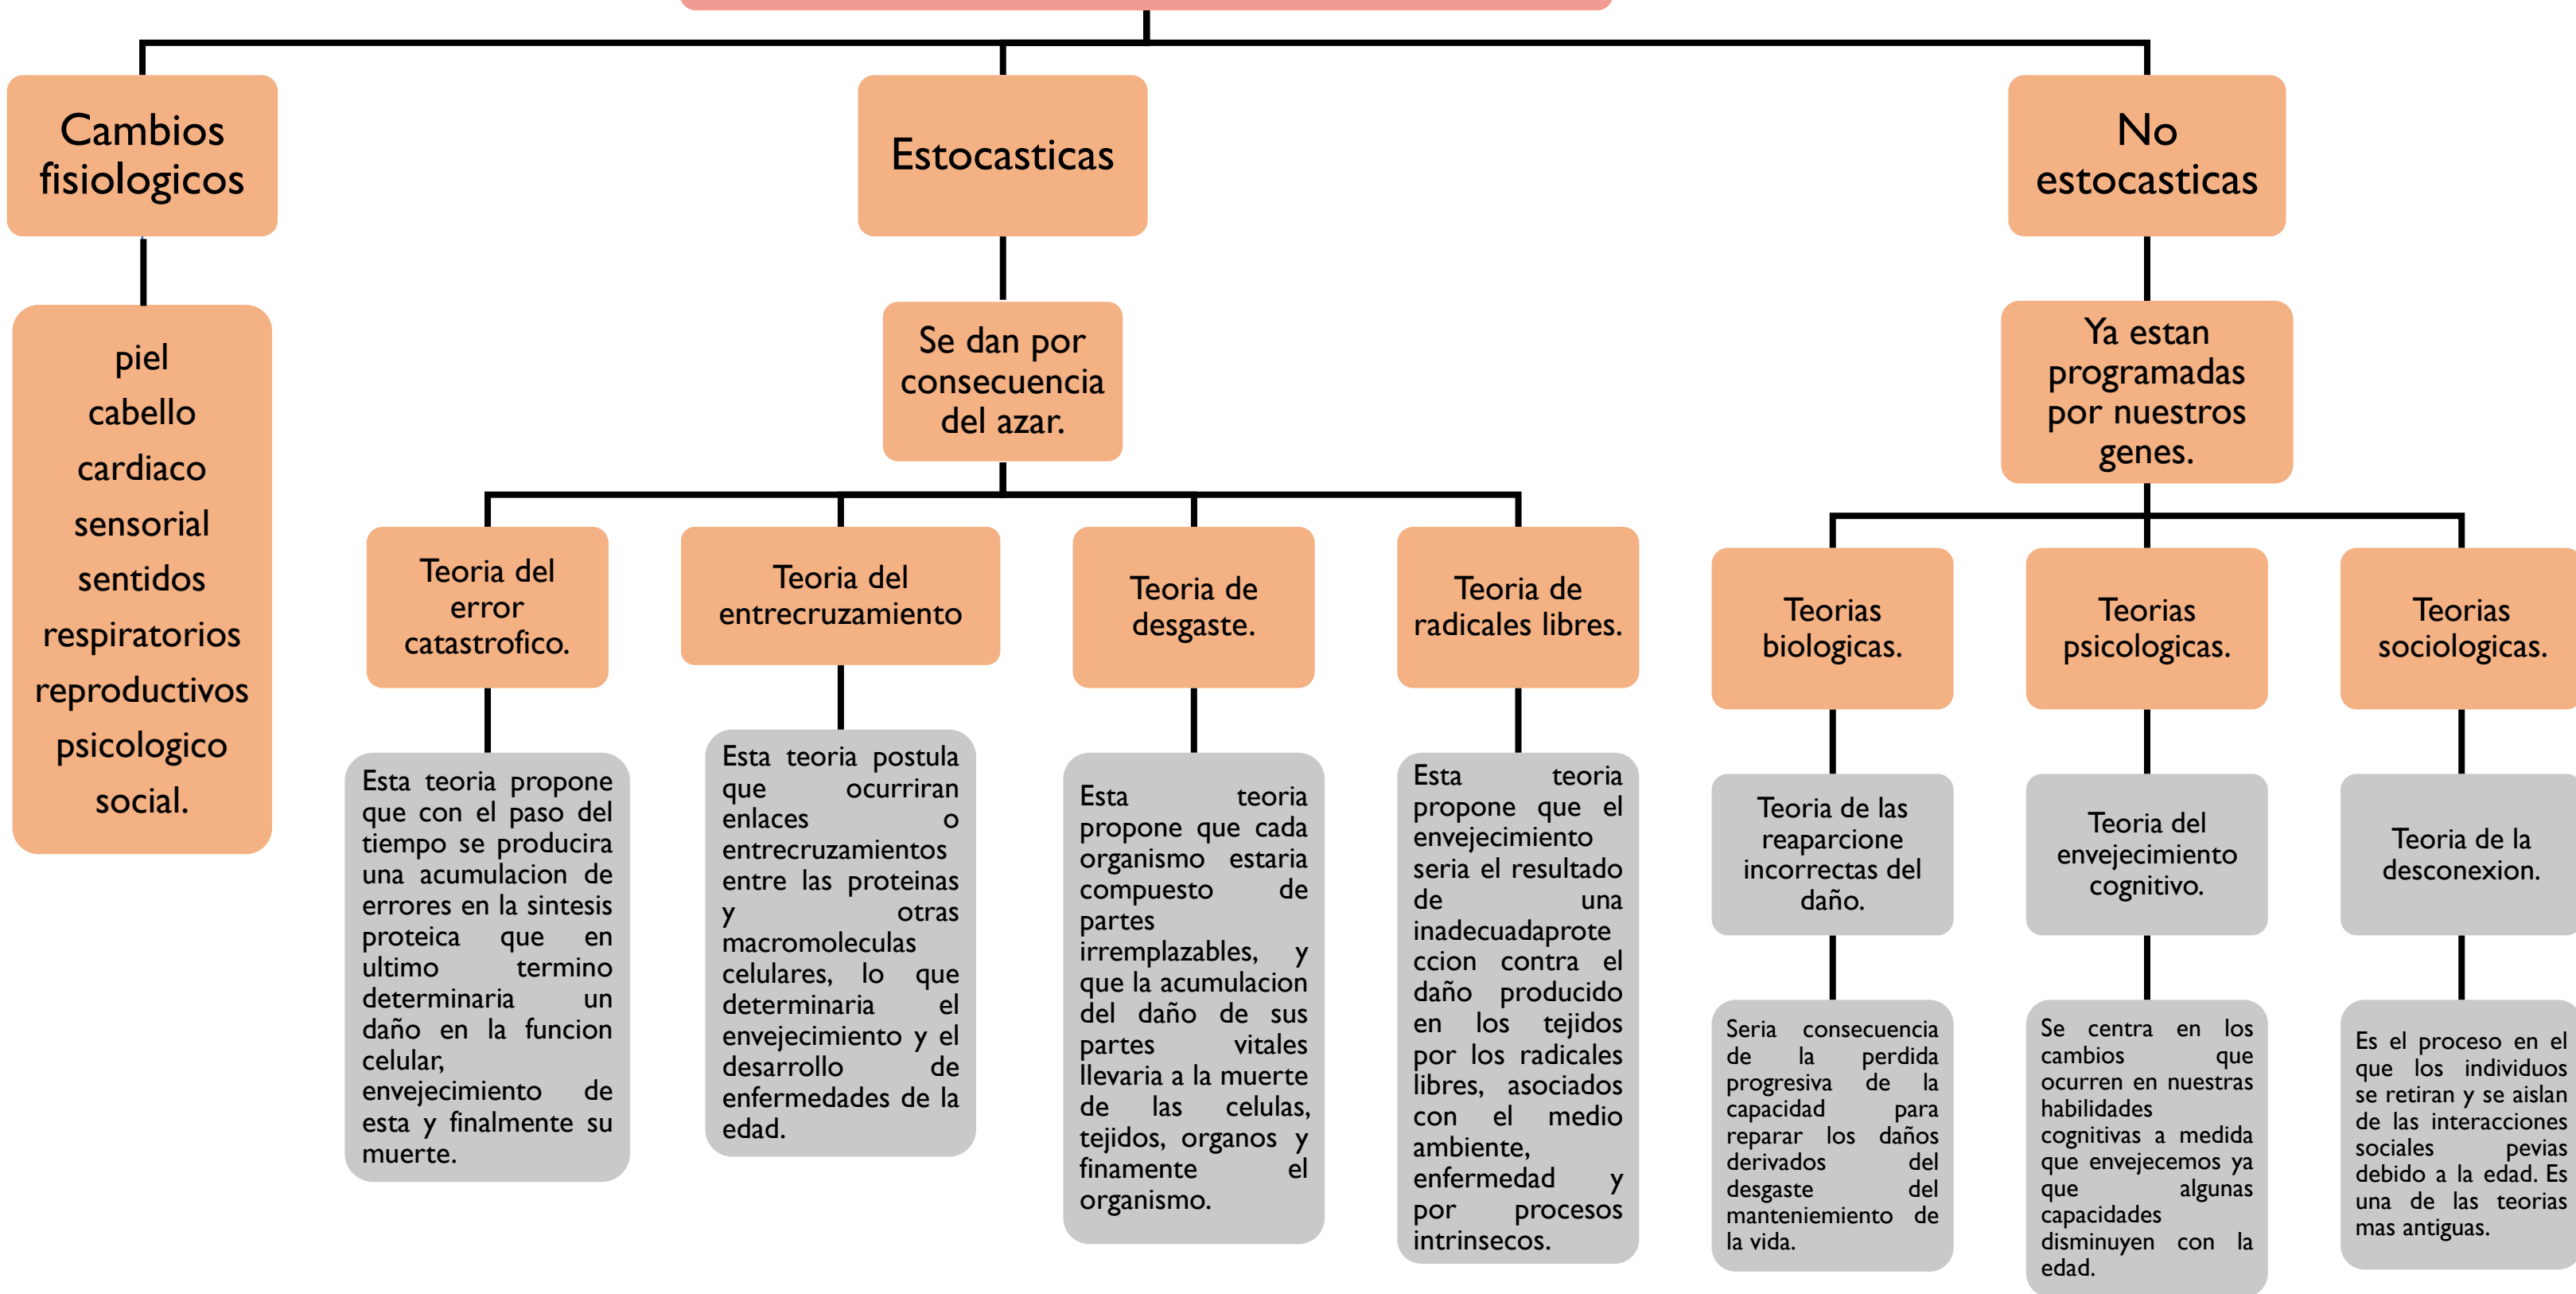 Cambios
fisiologicos
piel
cabello
cardiaco
sensorial
sentidos
respiratorios
reproductivos
psicologico
social.
Estocasticas
Se dan por
consecuencia
del azar.
Teoria del
error
catastrofico.
Esta teoria propone
que con el paso del
tiempo se producira
una acumulacion de
errores en la sintesis
proteica que en
ultimo termino
determinaria un
daño en la funcion
celular,
envejecimiento de
esta y finalmente su
muerte.
Teoria del
entrecruzamiento
Esta teoria postula
que ocurriran
enlaces o
entrecruzamientos
entre las proteinas
y otras
macromoleculas
celulares, lo que
determinaria el
envejecimiento y el
desarrollo de
enfermedades de la
edad.
Teoria de
desgaste.
Esta teoria
propone que cada
organismo estaria
compuesto de
partes
irremplazables, y
que la acumulacion
del daño de sus
partes vitales
llevaria a la muerte
de las celulas,
tejidos, organos y
finamente el
organismo.
Teoria de
radicales libres.
Esta teoria
propone que el
envejecimiento
seria el resultado
de una
inadecuadaprote
ccion contra el
daño producido
en los tejidos
por los radicales
libres, asociados
con el medio
ambiente,
enfermedad y
por procesos
intrinsecos.
No
estocasticas
Ya estan
programadas
por nuestros
genes.
Teorias
biologicas.
Teoria de las
reaparcione
incorrectas del
daño.
Seria consecuencia
de la perdida
progresiva de la
capacidad para
reparar los daños
derivados del
desgaste del
manteniemiento de
la vida.
Teorias
psicologicas.
Teoria del
envejecimiento
cognitivo.
Se centra en los
cambios que
ocurren en nuestras
habilidades
cognitivas a medida
que envejecemos ya
que algunas
capacidades
disminuyen con la
edad.
Teorias
sociologicas.
Teoria de la
desconexion.
Es el proceso en el
que los individuos
se retiran y se aislan
de las interacciones
sociales pevias
debido a la edad. Es
una de las teorias
mas antiguas.